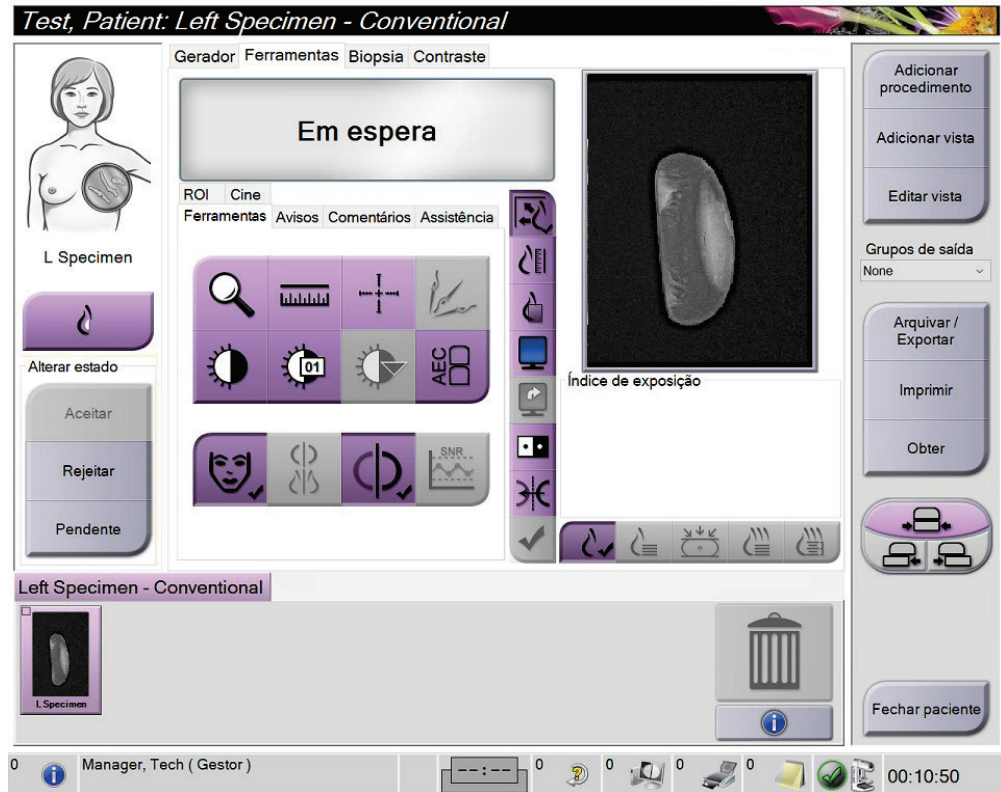 Test, Patient: Left Specimen - Conventional
Gerador Ferramentas Biopsia Contraste
Em espera
ROI Cine
Ferramentas Avisos Comentários Assistência
L Specimen
Alterar estado
Aceitar
Rejeitar
Pendente
01
AEC
SNR
Índice de exposição
Adicionar
procedimento
Adicionar vista
Editar vista
Grupos de saída
None
Arquivar /
Exportar
Imprimir
Obter
Left Specimen - Conventional
L Specimen
Fechar paciente
0 Manager, Tech ( Gestor ) --:-- 0 0 0 0 00:10:50